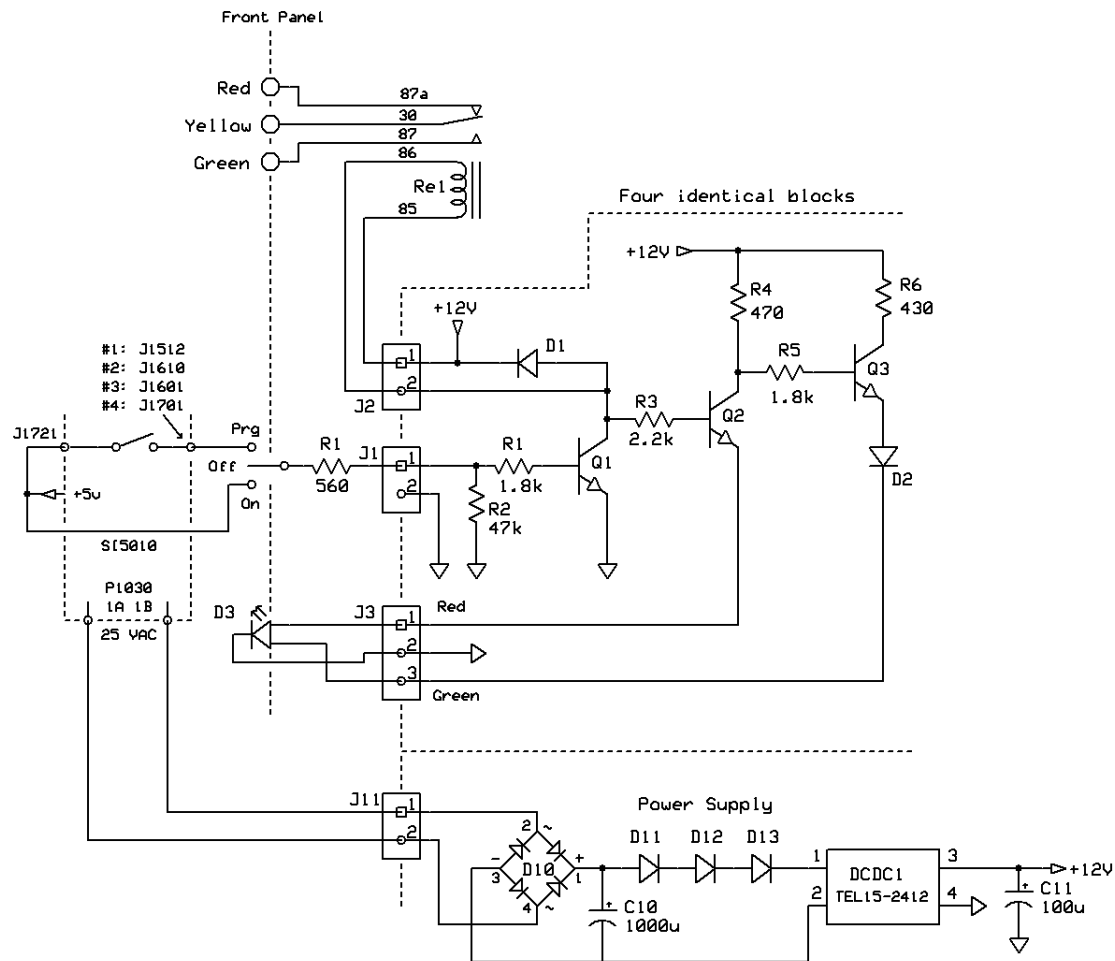 Front Panel
Red
87a
Yellow
30
87
Green
86
Rel
85
Four identical blocks
+12V
R4
470
R6
430
+12V
#1: J1512
#2: J1610
#3: J1601
#4: J1701
1
D1
2
J2
R5
1.8k
Q3
R3
2.2k
Q2
J1721
Prg
Off
On
R1
560
J1
1
2
R1
1.8k
Q1
R2
47k
D2
+5v
SI5010
P1030
1A 1B
25 VAC
D3
J3
Red
1
2
3
Green
J11
1
2
Power Supply
2 ~
- +
D10
3 1
4 ~
D11
D12
D13
1
2
DCDC1
TEL15-2412
3
4
+12V
+
C10
1000u
+
C11
100u